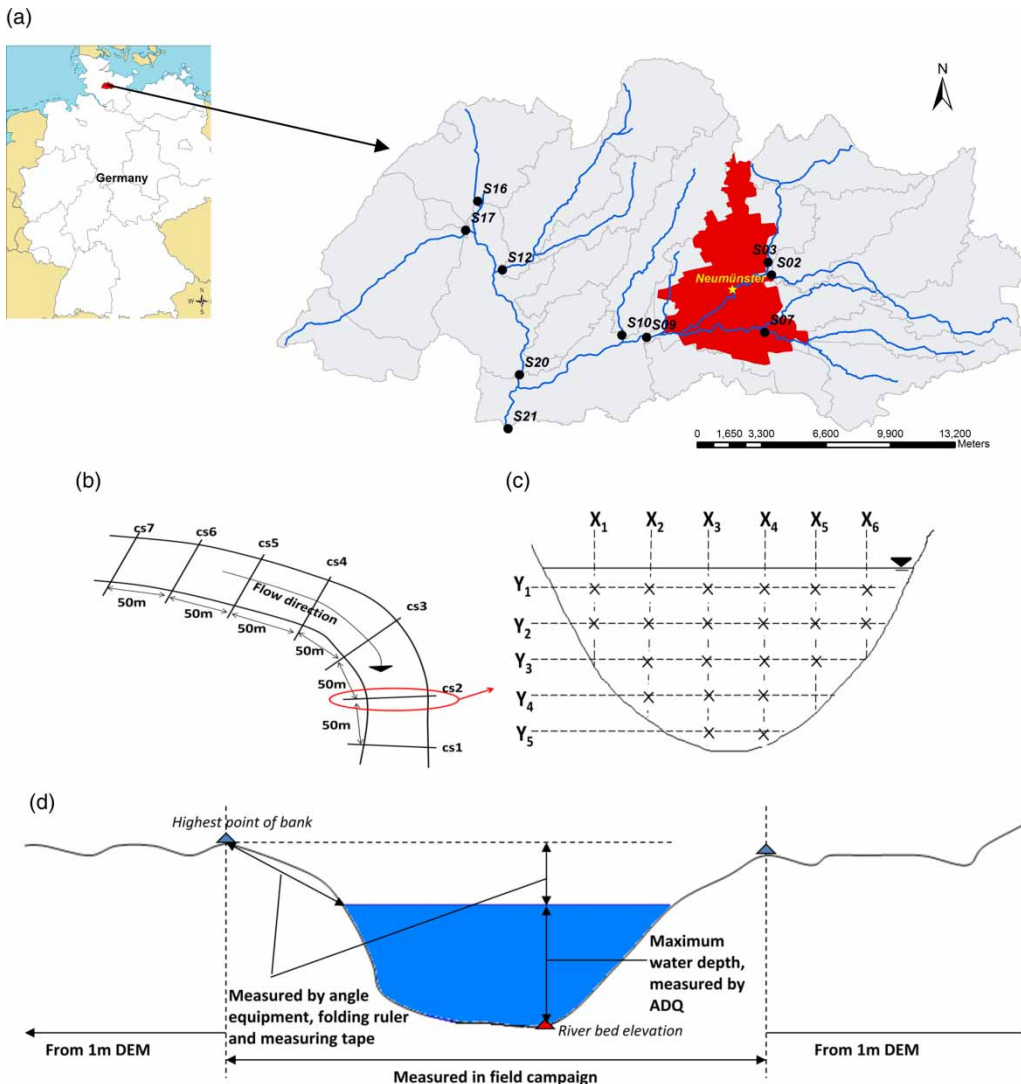 (a)
Germany
N
W
S
N
S16
S17
S12
S03
S02
Neumünster
S07
S10
S09
S20
S21
0 1,650 3,300 6,600 9,900 13,200
Meters
(b)
cs7
cs6
cs5
cs4
cs3
cs2
cs1
Flow direction
50m
50m
50m
50m
50m
50m
(c)
X1 X2 X3 X4 X5 X6
Y1
Y2
Y3
Y4
Y5
(d)
Highest point of bank
Measured by angle
equipment, folding ruler
and measuring tape
Maximum
water depth,
measured by
ADQ
River bed elevation
From 1m DEM
Measured in field campaign
From 1m DEM